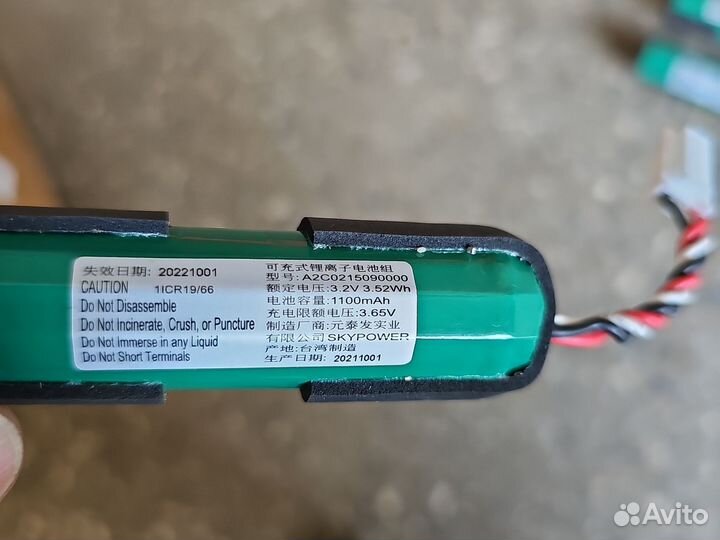 失效日期: 20221001
CAUTION 1ICR19/66
Do Not Disassemble
Do Not Incinerate, Crush, or Puncture
Do Not Immerse in any Liquid
Do Not Short Terminals
可充式锂离子电池组
型号: A2C0215090000
额定电压: 3.2V 3.52Wh
电池容量: 1100mAh
充电限额电压: 3.65V
制造厂商: 元泰发实业
有限公司SKYPOWER
产地: 台湾制造
生产日期: 20211001
Avito